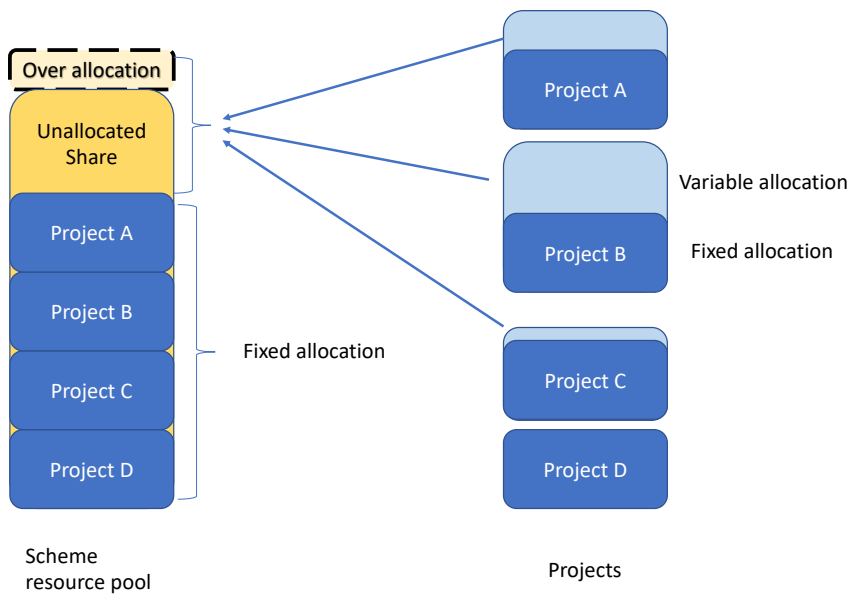 Over allocation
Unallocated
Share
Project A
Project B
Project C
Project D
Fixed allocation
Scheme
resource pool
Project A
Variable allocation
Project B
Fixed allocation
Project C
Project D
Projects